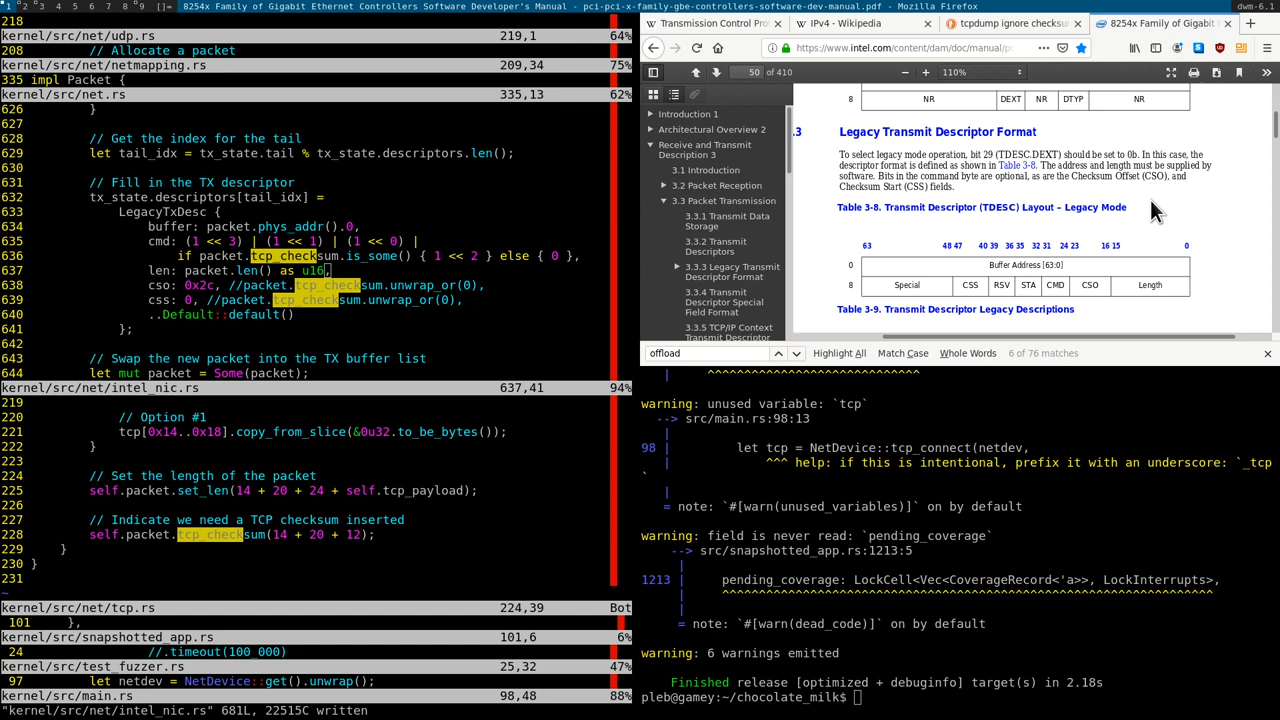 1 2 3 4 5 6 7 8 9 []= 8254x Family of Gigabit Ethernet Controllers Software Developer's Manual - pci-pci-x-family-gbe-controllers-software-dev-manual.pdf - Mozilla Firefox dwm-6.1
218
kernel/src/net/udp.rs 219,1 64%
208 // Allocate a packet
kernel/src/net/netmapping.rs 209,34 75%
335 impl Packet {
kernel/src/net.rs 335,13 62%
626 }
627
628 // Get the index for the tail
629 let tail_idx = tx_state.tail % tx_state.descriptors.len();
630
631 // Fill in the TX descriptor
632 tx_state.descriptors[tail_idx] =
633 LegacyTxDesc {
634 buffer: packet.phys_addr().0,
635 cmd: (1 << 3) | (1 << 1) | (1 << 0) |
636 if packet.tcp_checksum.is_some() { 1 << 2 } else { 0 },
637 len: packet.len() as u16,
638 cso: 0x2c, //packet.tcp_checksum.unwrap_or(0),
639 css: 0, //packet.tcp_checksum.unwrap_or(0),
640 ..Default::default()
641 };
642
643 // Swap the new packet into the TX buffer list
644 let mut packet = Some(packet);
kernel/src/net/intel_nic.rs 637,41 94%
219
220 // Option #1
221 tcp[0x14..0x18].copy_from_slice(&0u32.to_be_bytes());
222 }
223
224 // Set the length of the packet
225 self.packet.set_len(14 + 20 + 24 + self.tcp_payload);
226
227 // Indicate we need a TCP checksum inserted
228 self.packet.tcp_checksum(14 + 20 + 12);
229 }
230 }
231
~
kernel/src/net/tcp.rs 224,39 Bot
101 },
kernel/src/snapshotted_app.rs 101,6 6%
24 //.timeout(100_000)
kernel/src/test_fuzzer.rs 25,32 47%
97 let netdev = NetDevice::get().unwrap();
kernel/src/main.rs 98,48 88%
"kernel/src/net/intel_nic.rs" 681L, 22515C written
Transmission Control Pro
IPv4 - Wikipedia
tcpdump ignore checksum
8254x Family of Gigabit
https://www.intel.com/content/dam/doc/manual/p
50 of 410
110%
Introduction 1
Architectural Overview 2
Receive and Transmit
Description 3
3.1 Introduction
3.2 Packet Reception
3.3 Packet Transmission
3.3.1 Transmit Data
Storage
3.3.2 Transmit
Descriptors
3.3.3 Legacy Transmit
Descriptor Format
3.3.4 Transmit
Descriptor Special
Field Format
3.3.5 TCP/IP Context
Transmit Descriptor
8 NR DEXT NR DTYP NR
.3 Legacy Transmit Descriptor Format
To select legacy mode operation, bit 29 (TDESC.DEXT) should be set to 0b. In this case, the
descriptor format is defined as shown in Table 3-8. The address and length must be supplied by
software. Bits in the command byte are optional, as are the Checksum Offset (CSO), and
Checksum Start (CSS) fields.
Table 3-8. Transmit Descriptor (TDESC) Layout – Legacy Mode
63 48 47 40 39 36 35 32 31 24 23 16 15 0
0 Buffer Address [63:0]
8 Special CSS RSV STA CMD CSO Length
Table 3-9. Transmit Descriptor Legacy Descriptions
offload Highlight All Match Case Whole Words 6 of 76 matches
| ^^^^^^^^^^^^^^^^^^^^^^^^^^^^
warning: unused variable: `tcp`
--> src/main.rs:98:13
|
98 | let tcp = NetDevice::tcp_connect(netdev,
| ^^^ help: if this is intentional, prefix it with an underscore: `_tcp
`
|
= note: `#[warn(unused_variables)]` on by default
warning: field is never read: `pending_coverage`
--> src/snapshotted_app.rs:1213:5
|
1213 | pending_coverage: LockCell<Vec<CoverageRecord<'a>>, LockInterrupts>,
| ^^^^^^^^^^^^^^^^^^^^^^^^^^^^^^^^^^^^^^^^^^^^^^^^^^^^^^^^^^^^^^^^^^^
|
= note: `#[warn(dead_code)]` on by default
warning: 6 warnings emitted
Finished release [optimized + debuginfo] target(s) in 2.18s
pleb@gamey:~/chocolate_milk$